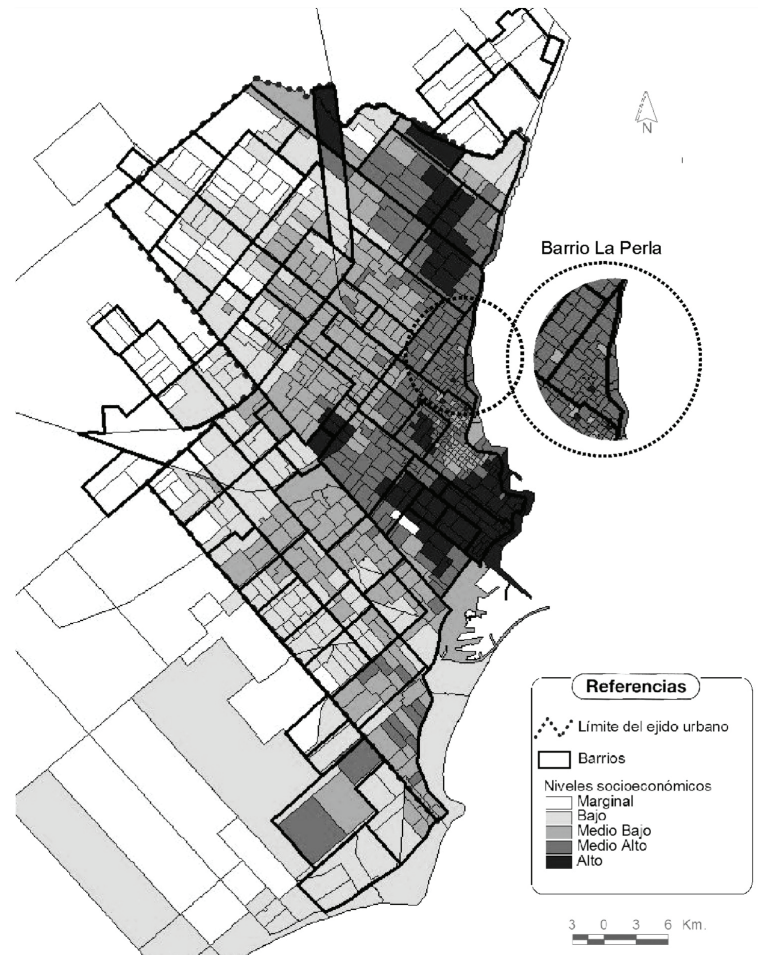 N
Barrio La Perla
Referencias
Límite del ejido urbano
Barrios
Niveles socioeconómicos
Marginal
Bajo
Medio Bajo
Medio Alto
Alto
3 0 3 6 Km.